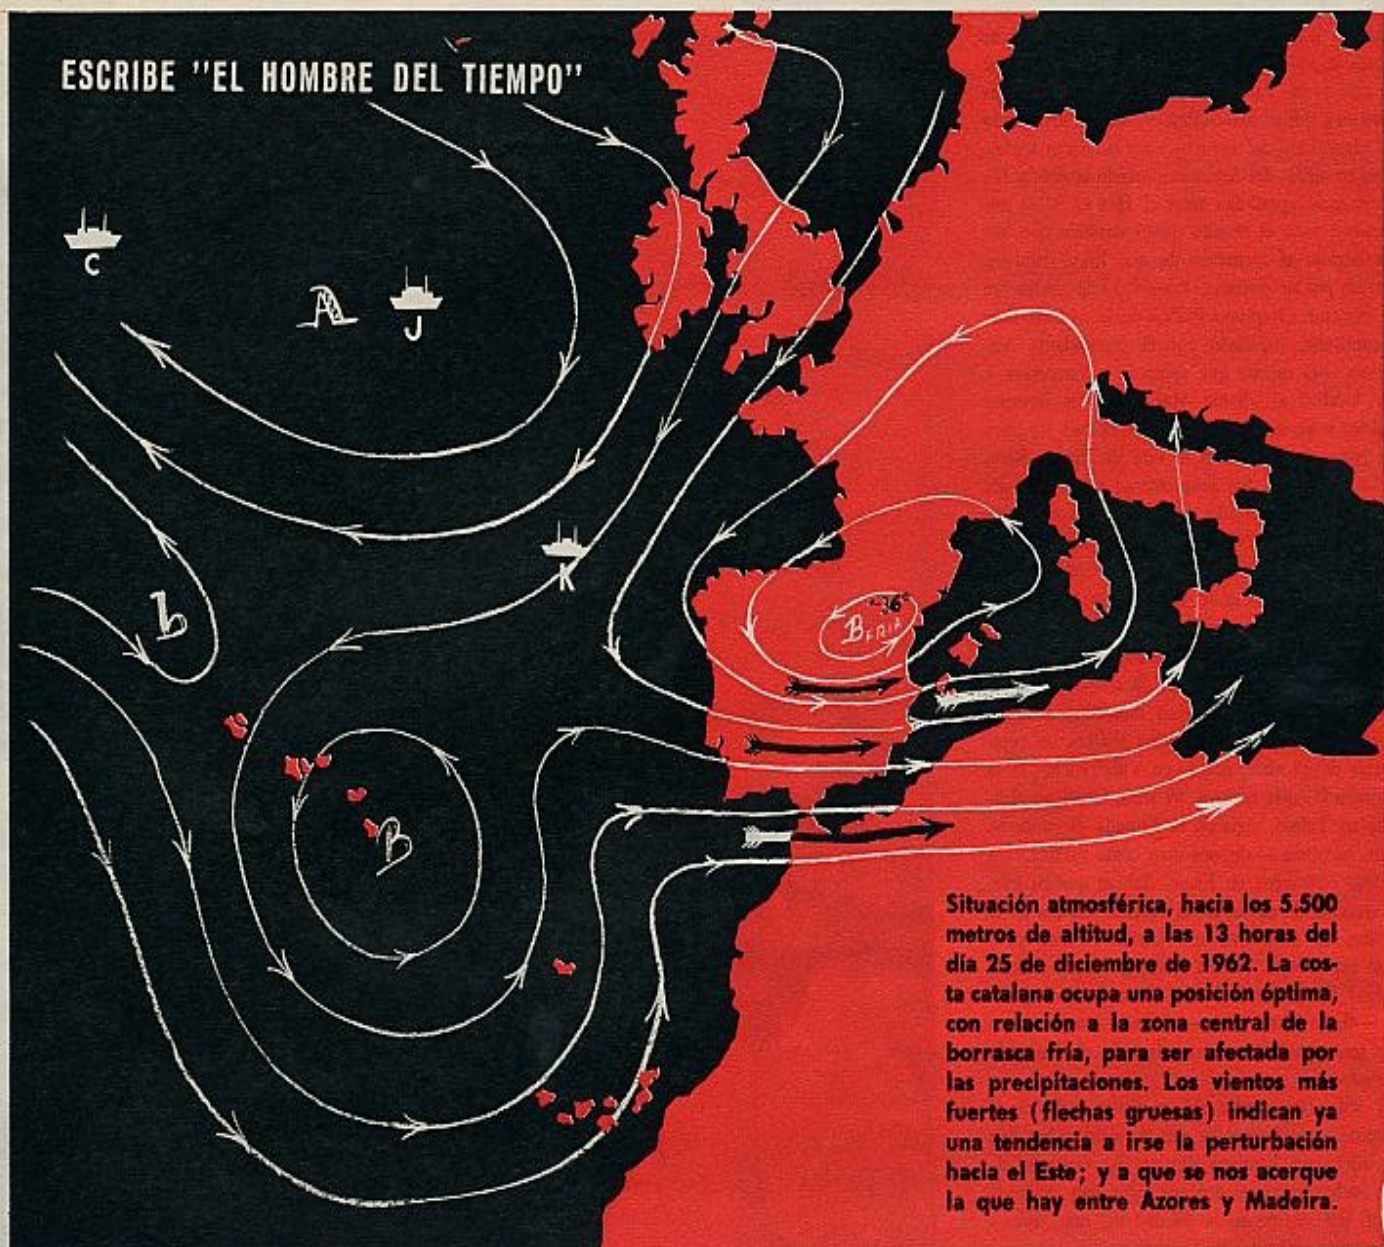 ESCRIBE "EL HOMBRE DEL TIEMPO"
C
A
J
K
b
-36°
B FRIA
B
Situación atmosférica, hacia los 5.500
metros de altitud, a las 13 horas del
día 25 de diciembre de 1962. La cos-
ta catalana ocupa una posición óptima,
con relación a la zona central de la
borrasca fría, para ser afectada por
las precipitaciones. Los vientos más
fuertes (flechas gruesas) indican ya
una tendencia a irse la perturbación
hacia el Este; y a que se nos acerque
la que hay entre Azores y Madeira.